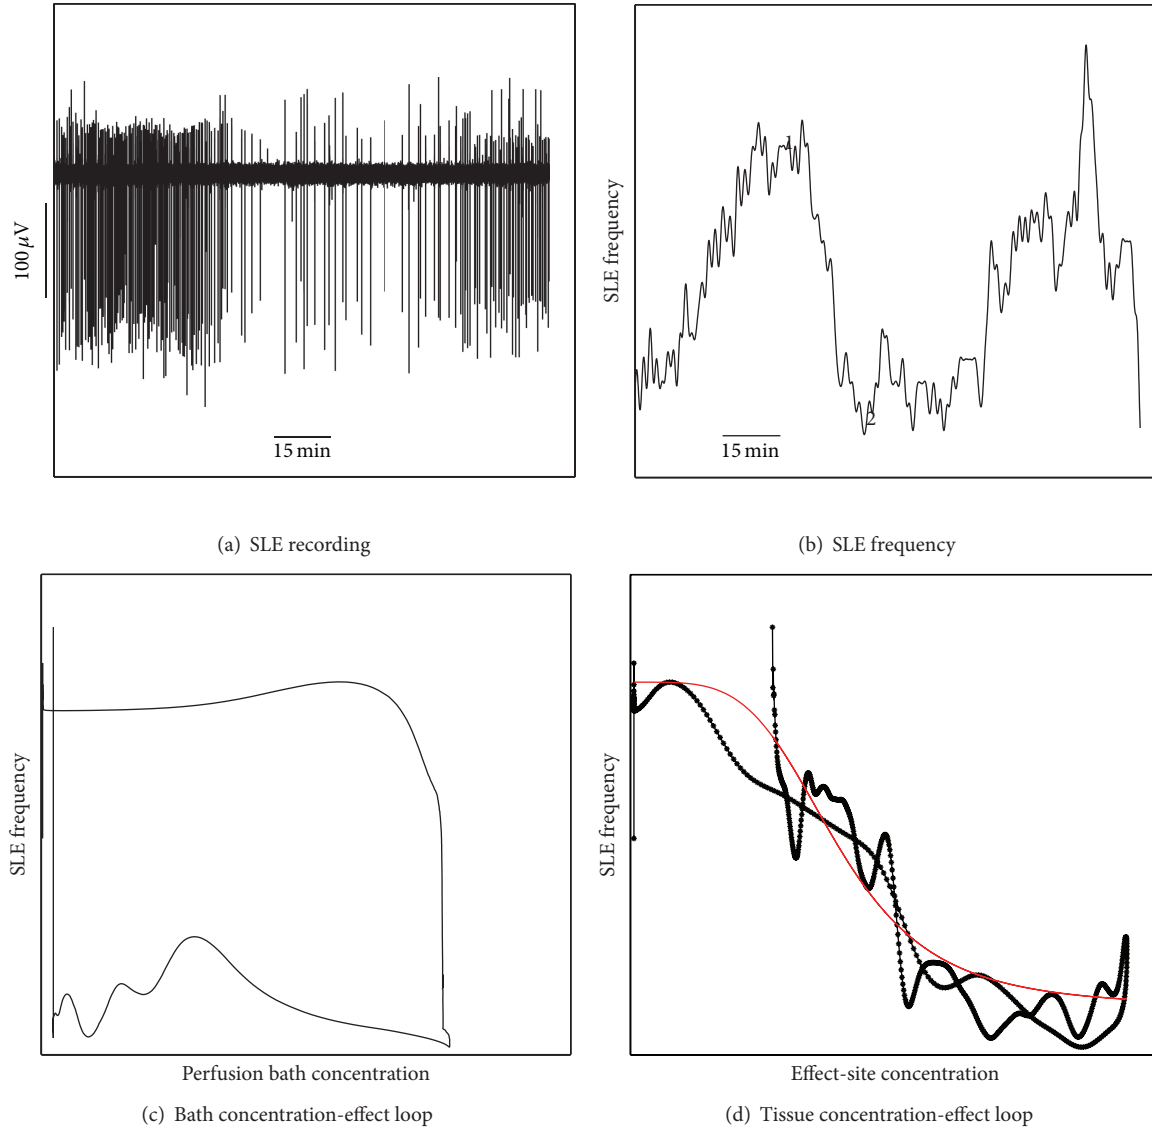 100 μV
15 min
(a) SLE recording
SLE frequency
1
2
15 min
(b) SLE frequency
SLE frequency
Perfusion bath concentration
(c) Bath concentration-effect loop
SLE frequency
Effect-site concentration
(d) Tissue concentration-effect loop